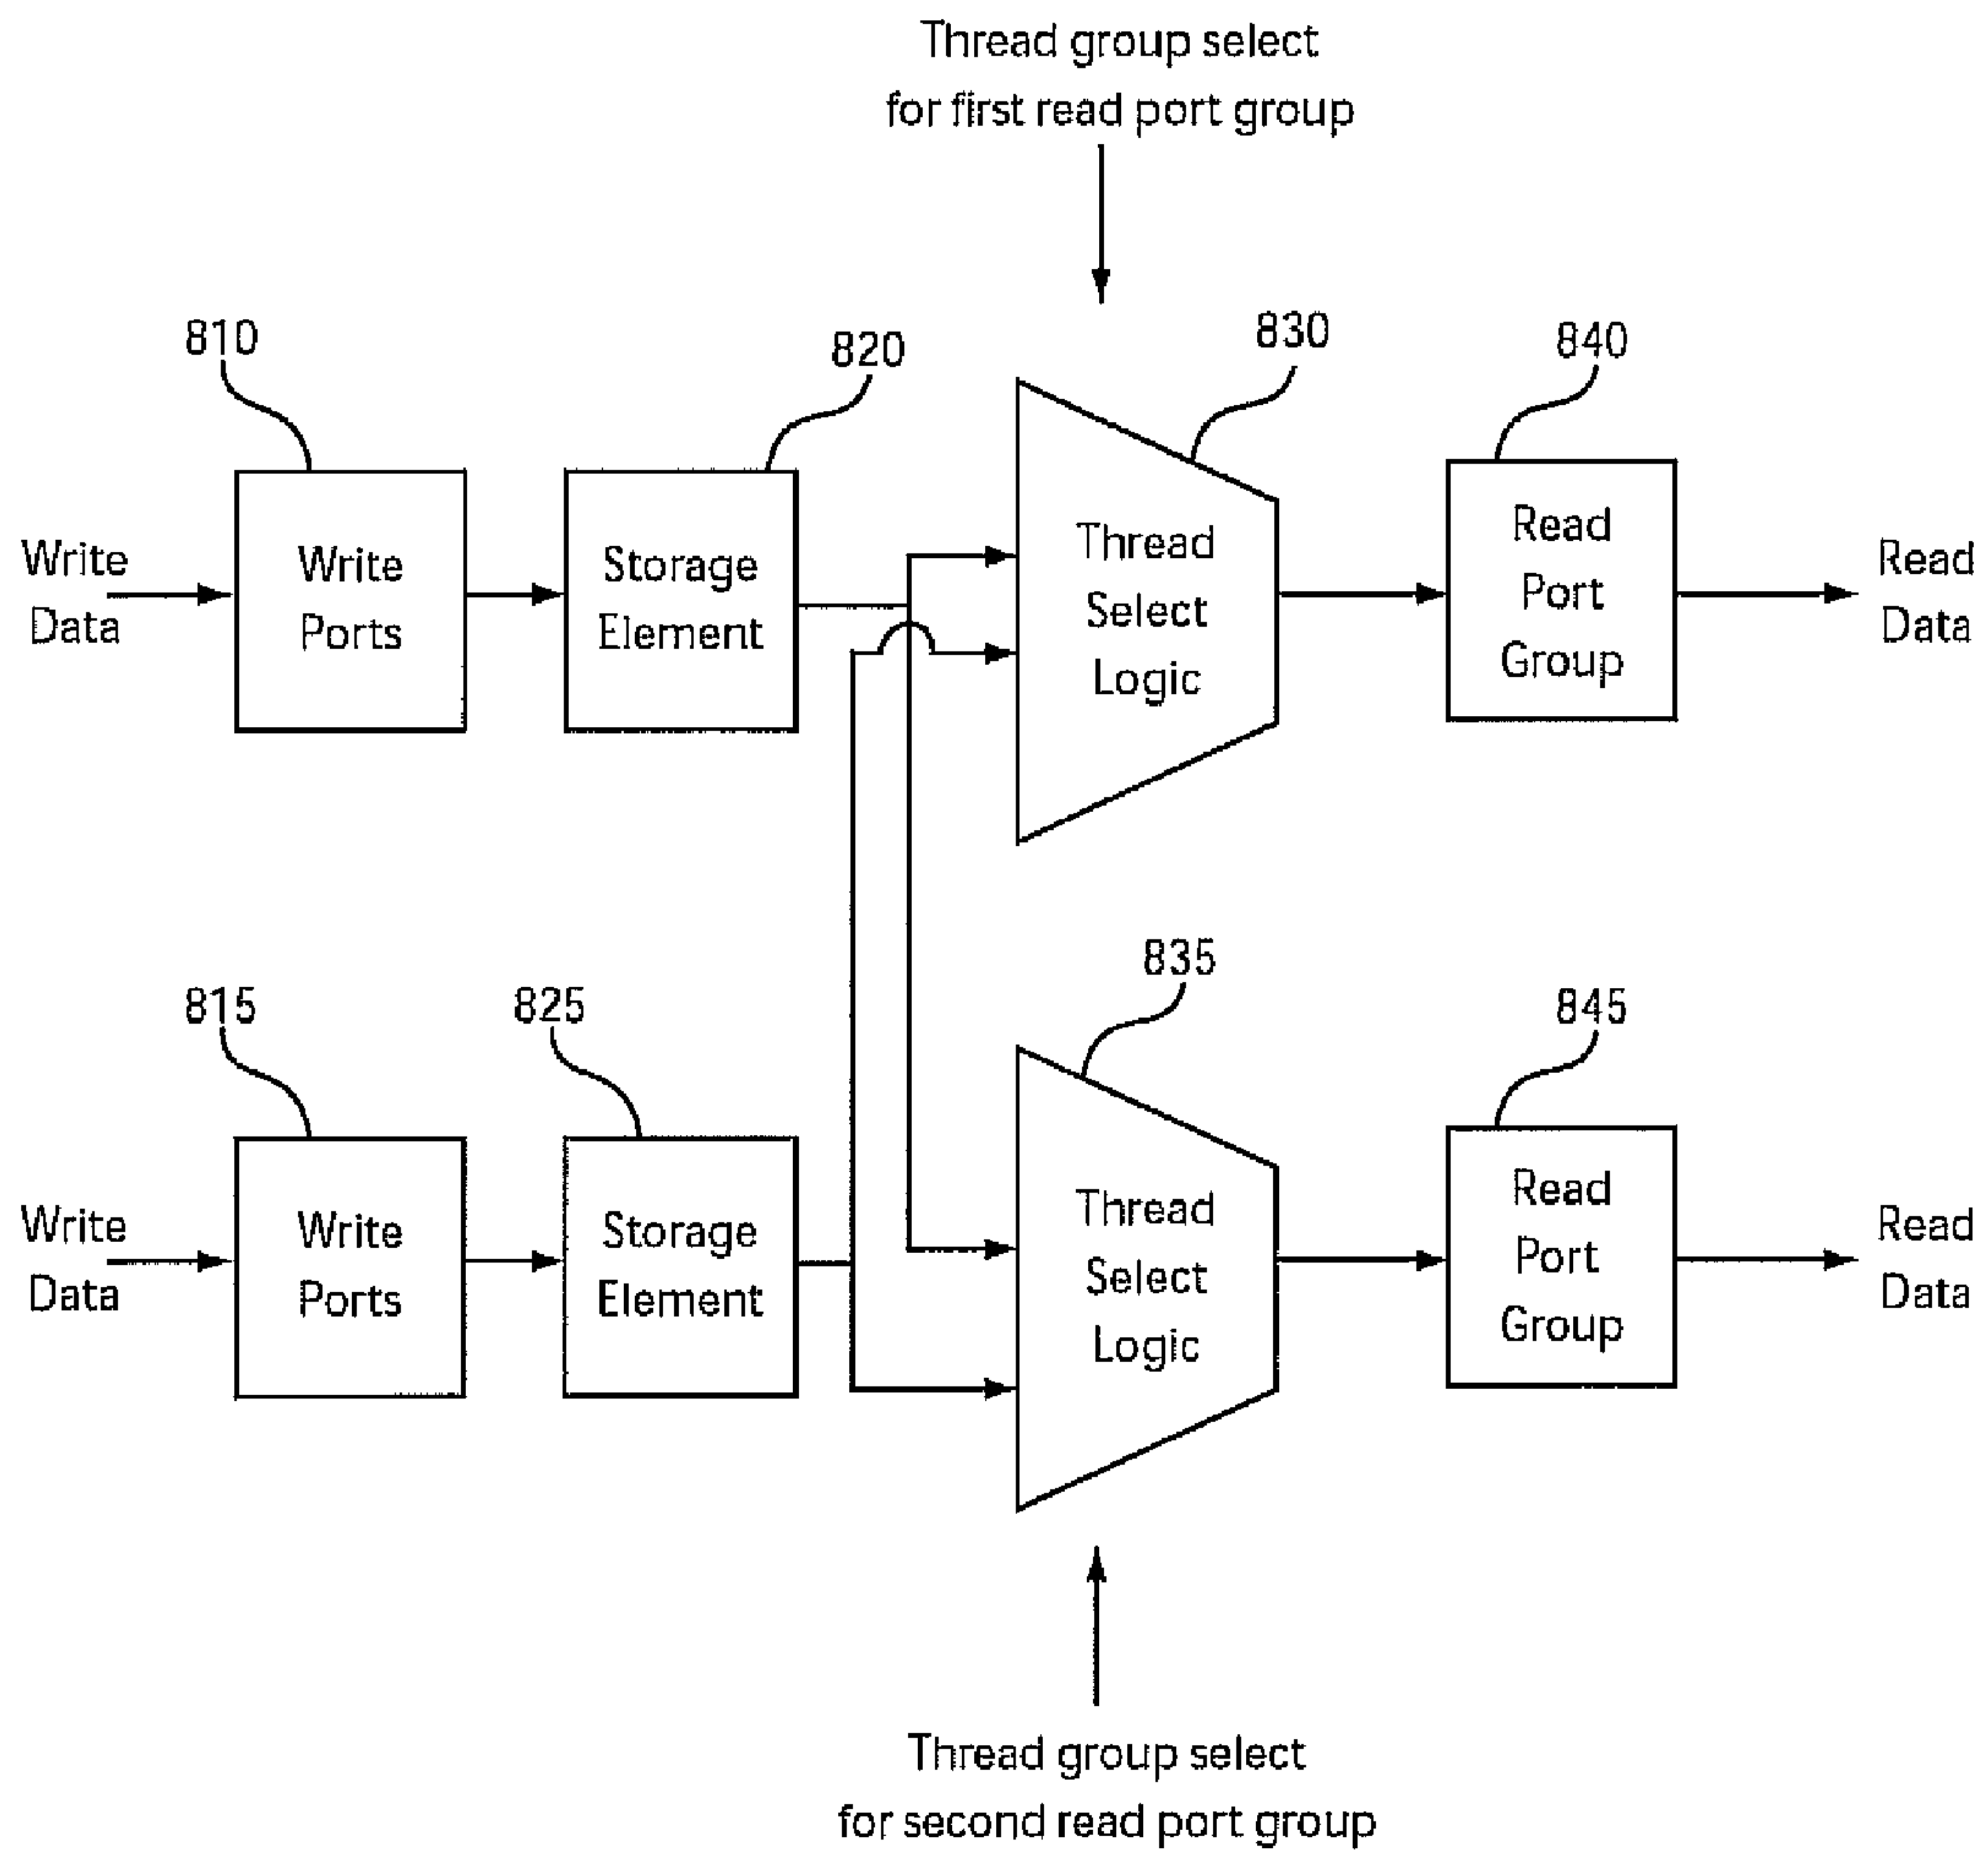 Thread group select
for first read port group
810
820
830
840
Write
Data
Write
Ports
Storage
Element
Thread
Select
Logic
Read
Port
Group
Read
Data
815
825
835
845
Write
Data
Write
Ports
Storage
Element
Thread
Select
Logic
Read
Port
Group
Read
Data
Thread group select
for second read port group